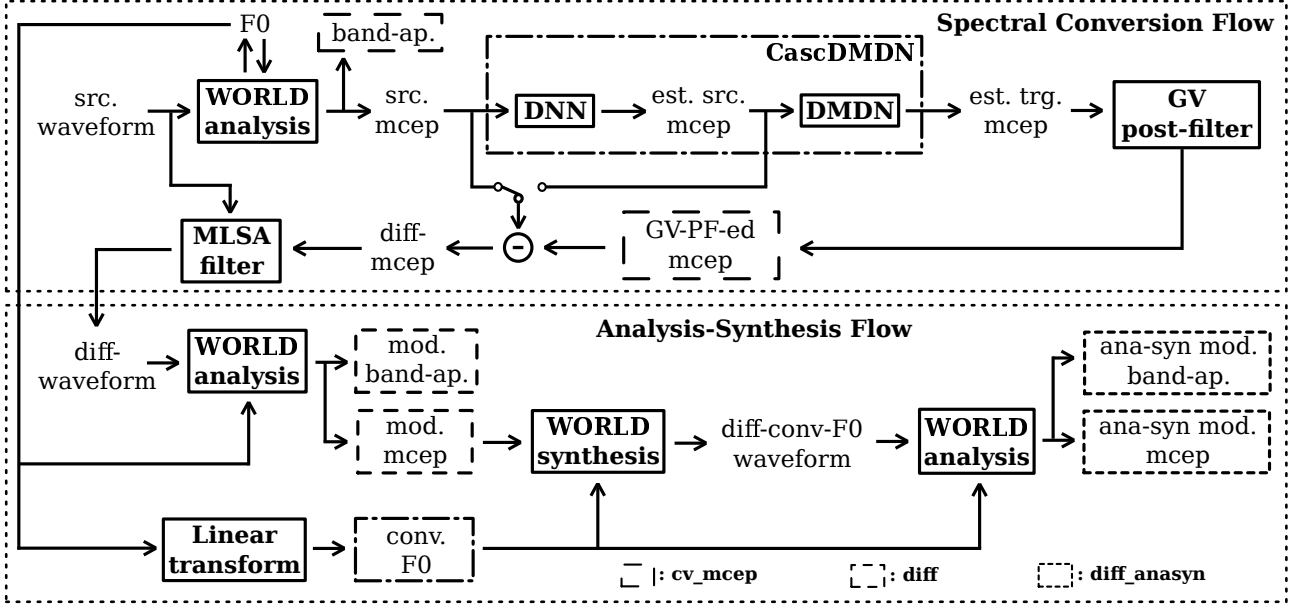 F0
band-ap.
Spectral Conversion Flow
CascDMDN
src.
waveform
WORLD
analysis
src.
mcep
DNN
est. src.
mcep
DMDN
est. trg.
mcep
GV
post-filter
MLSA
filter
diff-
mcep
-
GV-PF-ed
mcep
Analysis-Synthesis Flow
diff-
waveform
WORLD
analysis
mod.
band-ap.
mod.
mcep
WORLD
synthesis
diff-conv-F0
waveform
WORLD
analysis
ana-syn mod.
band-ap.
ana-syn mod.
mcep
Linear
transform
conv.
F0
: cv_mcep
: diff
: diff_anasyn